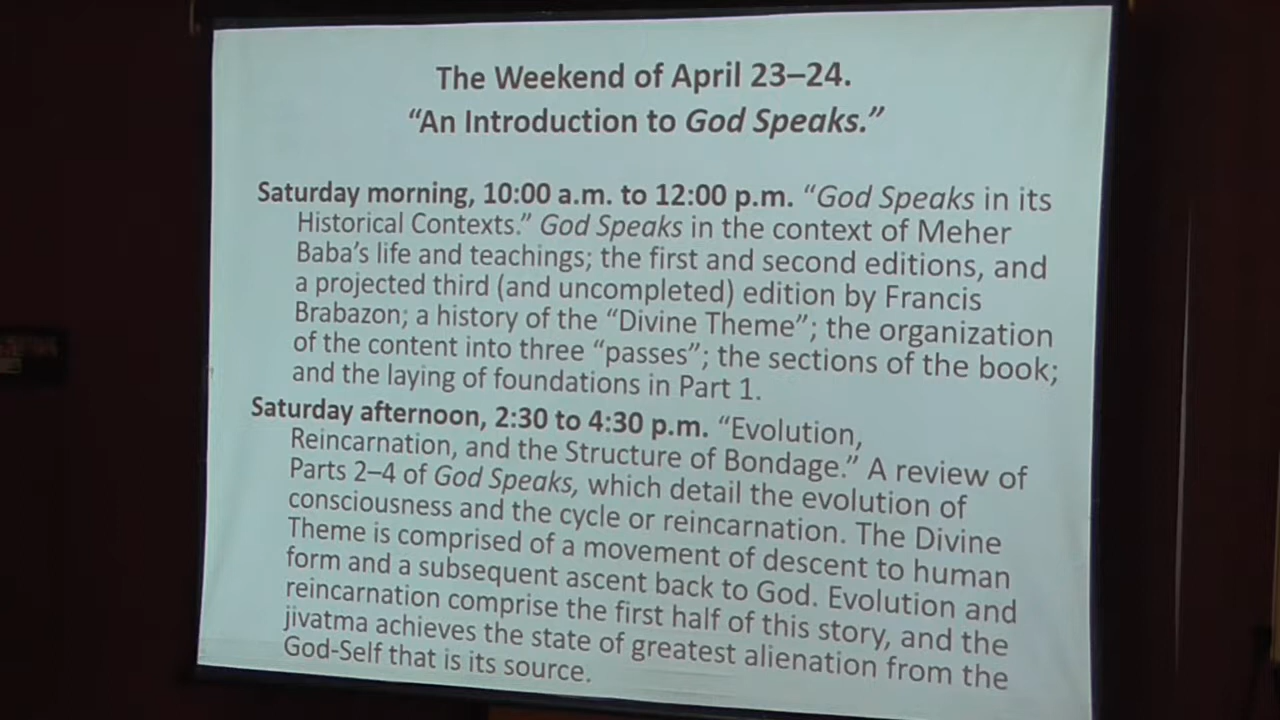 The Weekend of April 23–24.
“An Introduction to God Speaks.”
Saturday morning, 10:00 a.m. to 12:00 p.m. “God Speaks in its
Historical Contexts.” God Speaks in the context of Meher
Baba’s life and teachings; the first and second editions, and
a projected third (and uncompleted) edition by Francis
Brabazon; a history of the “Divine Theme”; the organization
of the content into three “passes”; the sections of the book;
and the laying of foundations in Part 1.
Saturday afternoon, 2:30 to 4:30 p.m. “Evolution,
Reincarnation, and the Structure of Bondage.” A review of
Parts 2–4 of God Speaks, which detail the evolution of
consciousness and the cycle or reincarnation. The Divine
Theme is comprised of a movement of descent to human
form and a subsequent ascent back to God. Evolution and
reincarnation comprise the first half of this story, and the
jivatma achieves the state of greatest alienation from the
God-Self that is its source.